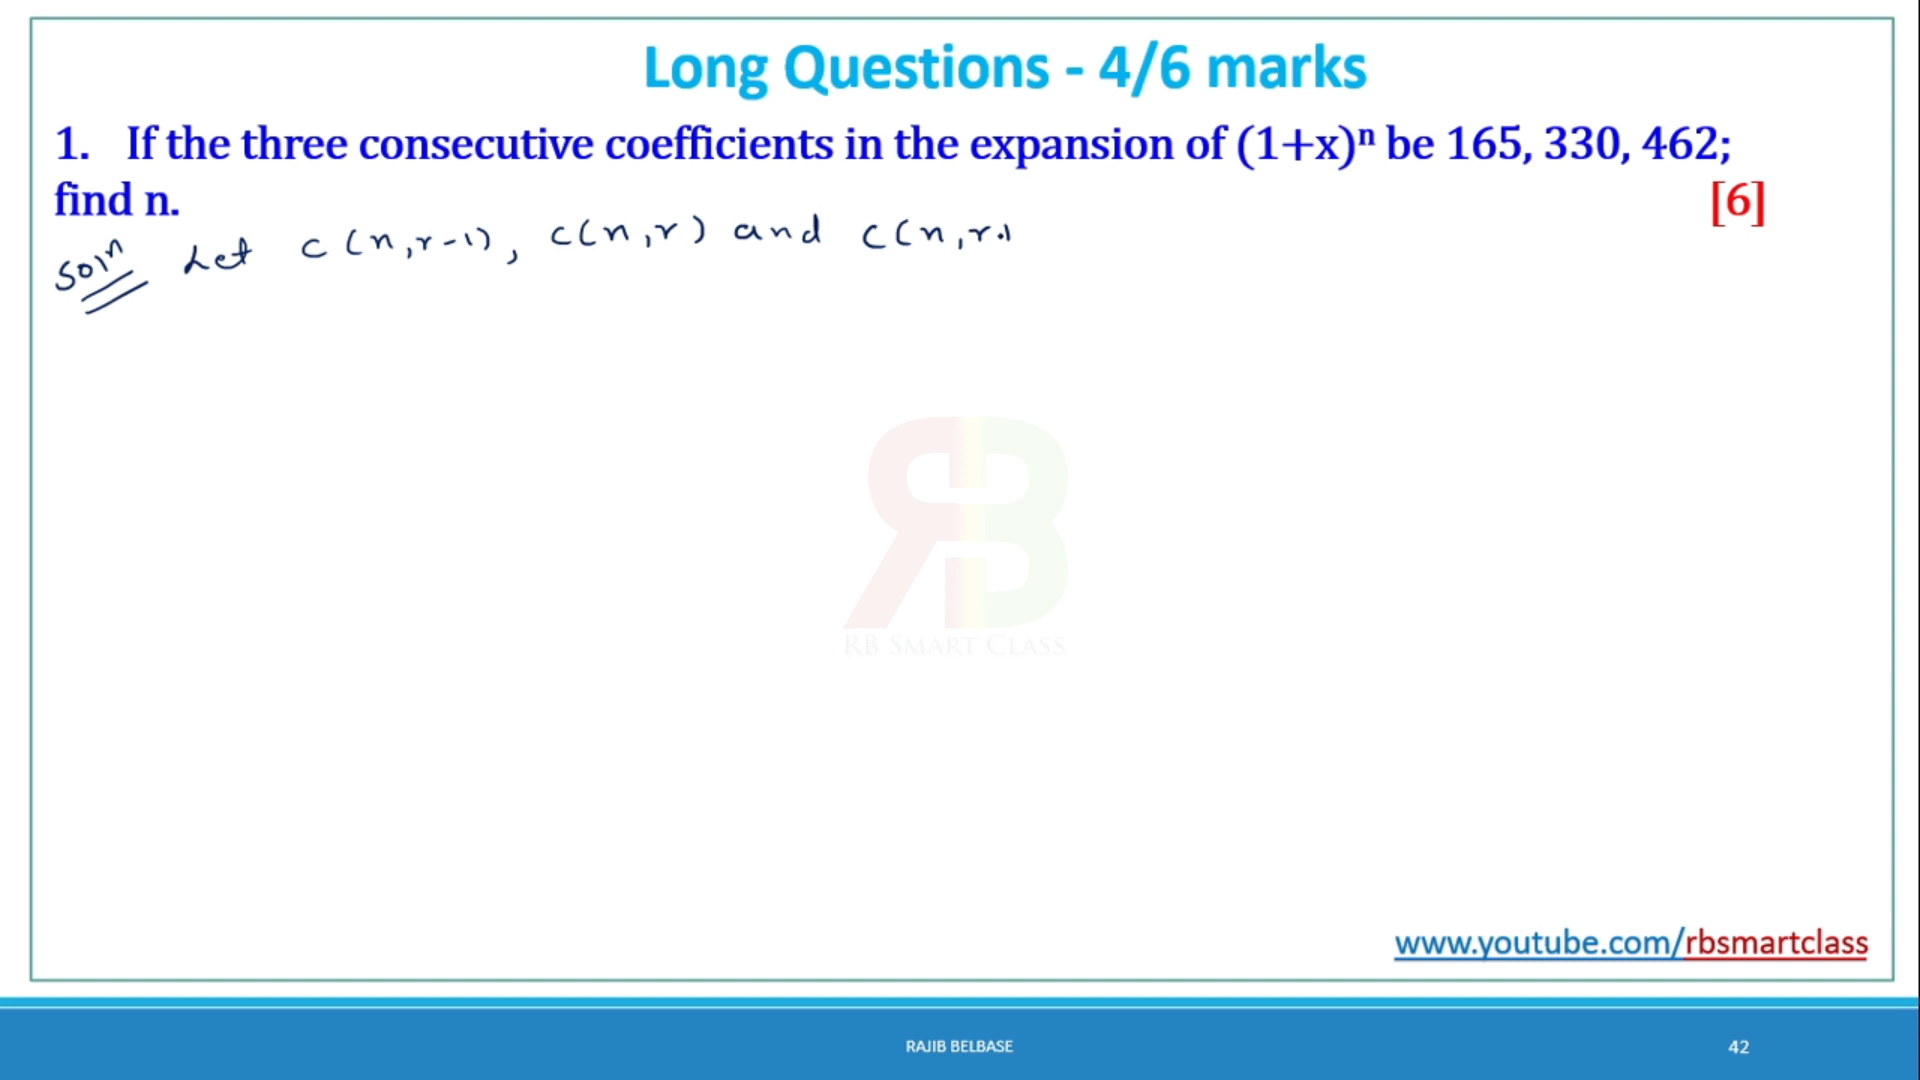 Long Questions - 4/6 marks
1. If the three consecutive coefficients in the expansion of (1+x)ⁿ be 165, 330, 462;
find n. [6]
Solⁿ Let c(n,r-1), c(n,r) and c(n,r
RB SMART CLASS
www.youtube.com/rbsmartclass
RAJIB BELBASE 42